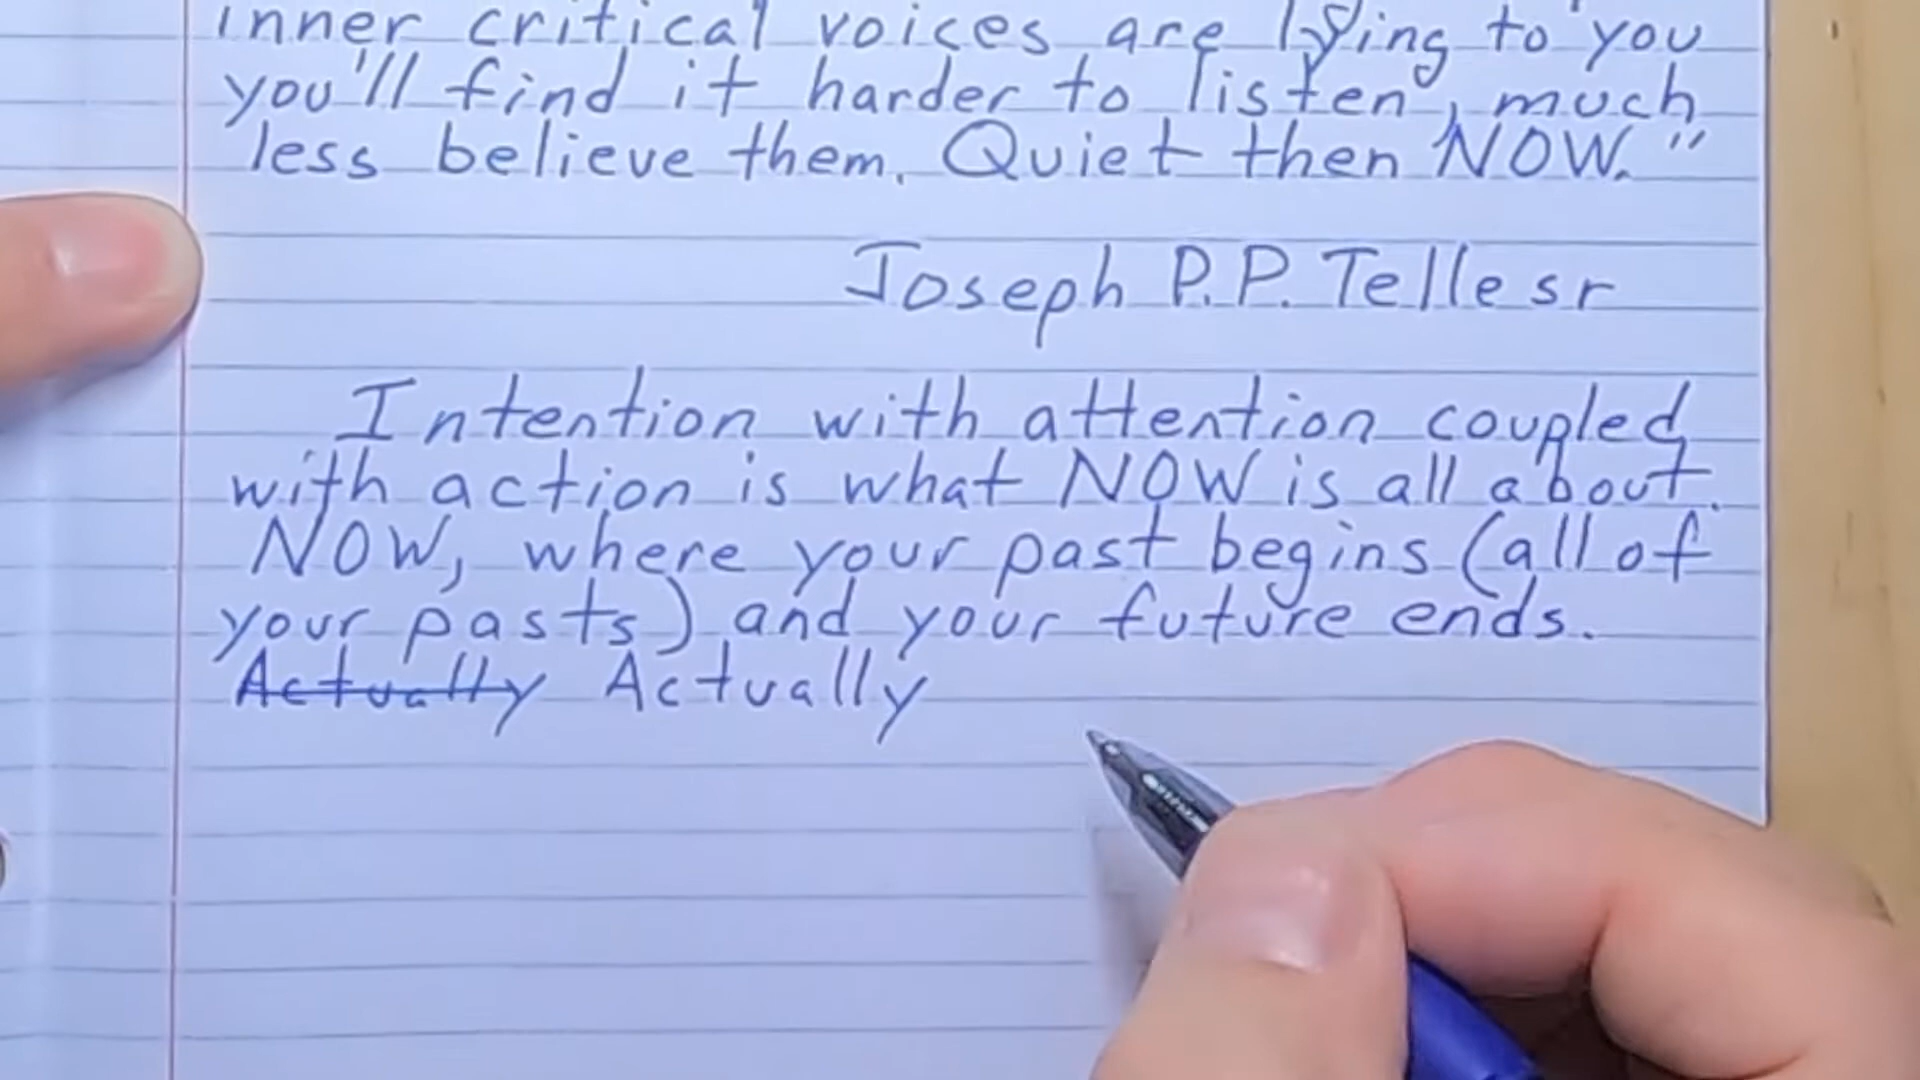 inner critical voices are lying to you
you'll find it harder to listen, much
less believe them. Quiet then NOW."
Joseph P.P. Tellesr
Intention with attention coupled
with action is what NOW is all about.
NOW, where your past begins (all of
your pasts) and your future ends.
Actually Actually